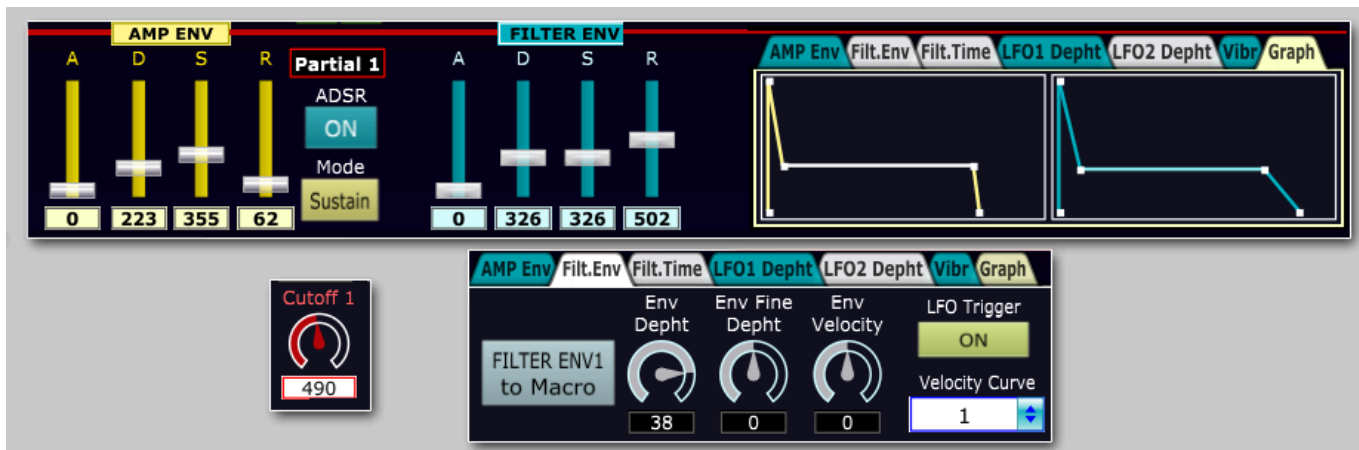 AMP ENV
A D S R
Partial 1
ADSR
ON
Mode
Sustain
0 223 355 62
FILTER ENV
A D S R
0 326 326 502
AMP Env Filt.Env Filt.Time LFO1 Depht LFO2 Depht Vibr Graph
Cutoff 1
490
AMP Env Filt.Env Filt.Time LFO1 Depht LFO2 Depht Vibr Graph
FILTER ENV1
to Macro
Env
Depht
38
Env Fine
Depht
0
Env
Velocity
0
LFO Trigger
ON
Velocity Curve
1